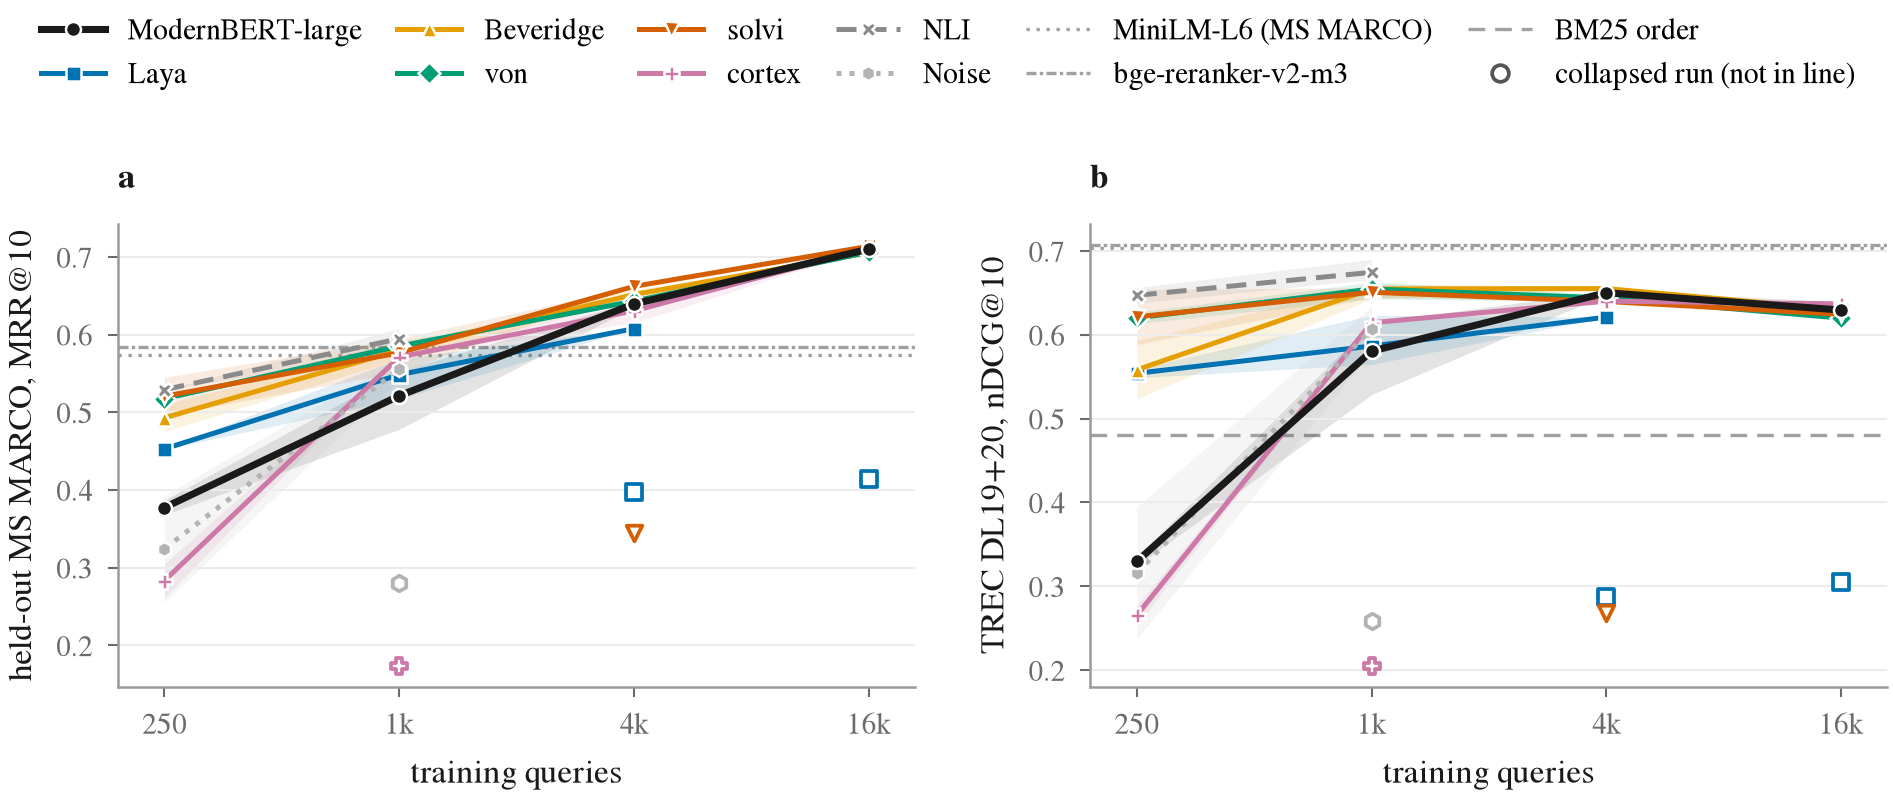 ModernBERT-large Beveridge solvi NLI MiniLM-L6 (MS MARCO) BM25 order
Laya von cortex Noise bge-reranker-v2-m3 collapsed run (not in line)
a
held-out MS MARCO, MRR@10
0.7
0.6
0.5
0.4
0.3
0.2
250 1k 4k 16k
training queries
b
TREC DL19+20, nDCG@10
0.7
0.6
0.5
0.4
0.3
0.2
250 1k 4k 16k
training queries